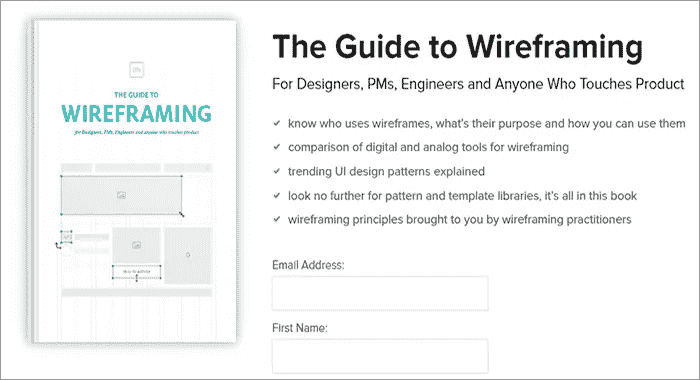 THE GUIDE TO
WIREFRAMING
for Designers, PMs, Engineers and anyone who touches product
The Guide to Wireframing
For Designers, PMs, Engineers and Anyone Who Touches Product
know who uses wireframes, what's their purpose and how you can use them
comparison of digital and analog tools for wireframing
trending UI design patterns explained
look no further for pattern and template libraries, it's all in this book
wireframing principles brought to you by wireframing practitioners
Email Address:
First Name: